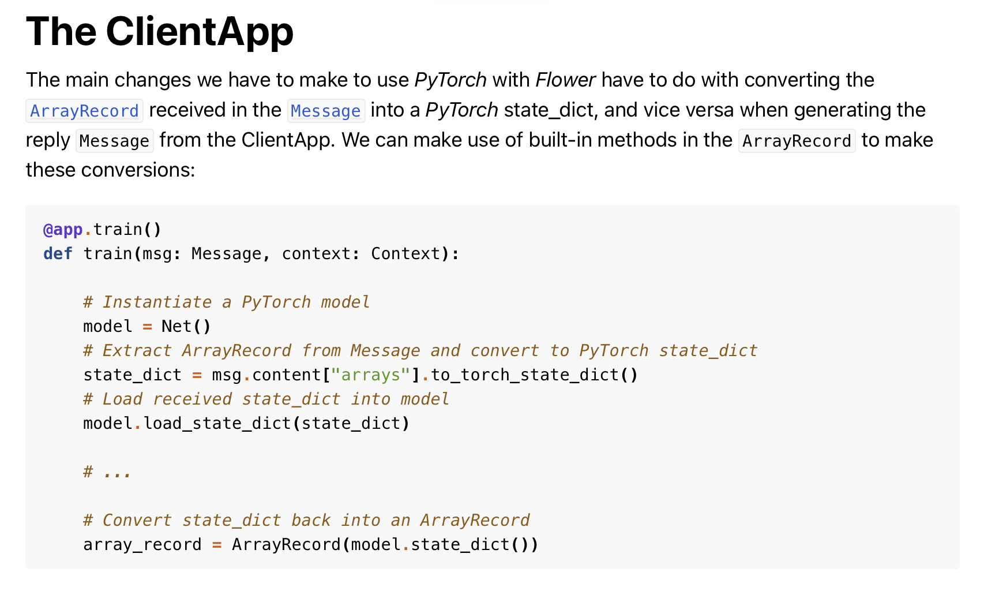 The ClientApp
The main changes we have to make to use PyTorch with Flower have to do with converting the
ArrayRecord received in the Message into a PyTorch state_dict, and vice versa when generating the
reply Message from the ClientApp. We can make use of built-in methods in the ArrayRecord to make
these conversions:
@app.train()
def train(msg: Message, context: Context):
    # Instantiate a PyTorch model
    model = Net()
    # Extract ArrayRecord from Message and convert to PyTorch state_dict
    state_dict = msg.content["arrays"].to_torch_state_dict()
    # Load received state_dict into model
    model.load_state_dict(state_dict)
    # ...
    # Convert state_dict back into an ArrayRecord
    array_record = ArrayRecord(model.state_dict())